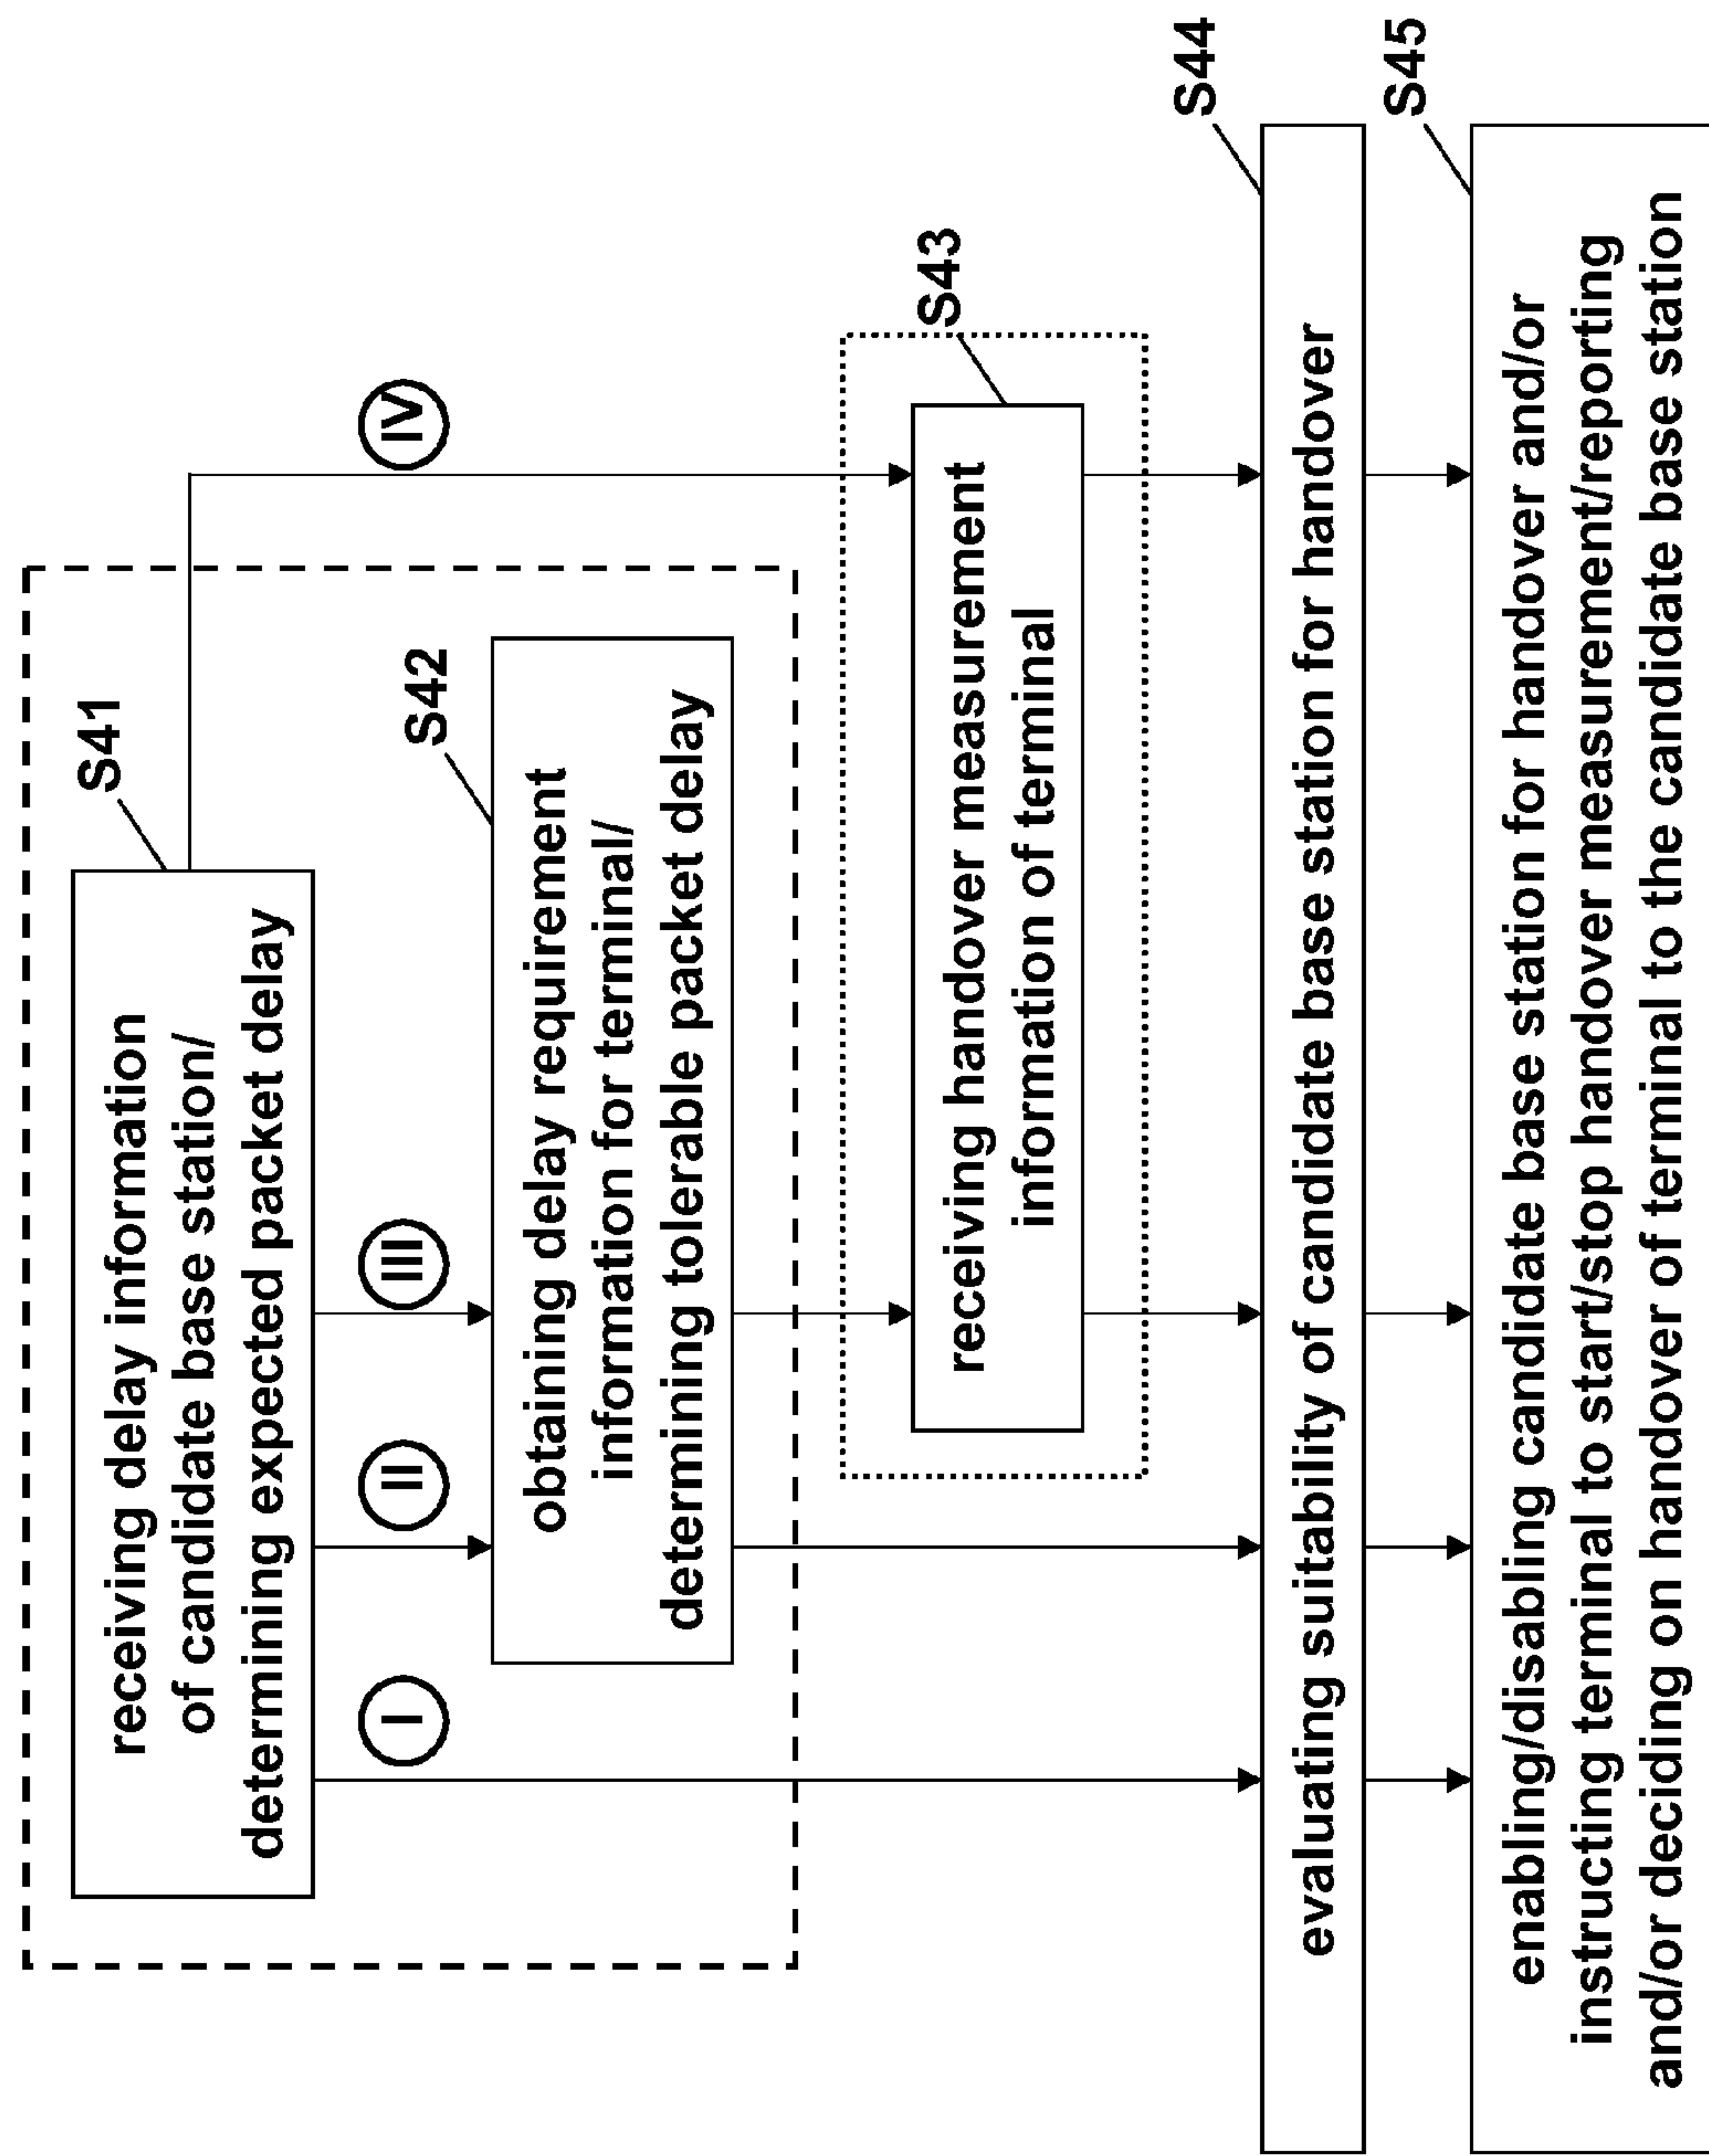 S41
receiving delay information
of candidate base station/
determining expected packet delay
I
II
III
IV
S42
obtaining delay requirement
information for terminal/
determining tolerable packet delay
S43
receiving handover measurement
information of terminal
S44
evaluating suitability of candidate base station for handover
S45
enabling/disabling candidate base station for handover and/or
instructing terminal to start/stop handover measurement/reporting
and/or deciding on handover of terminal to the candidate base station